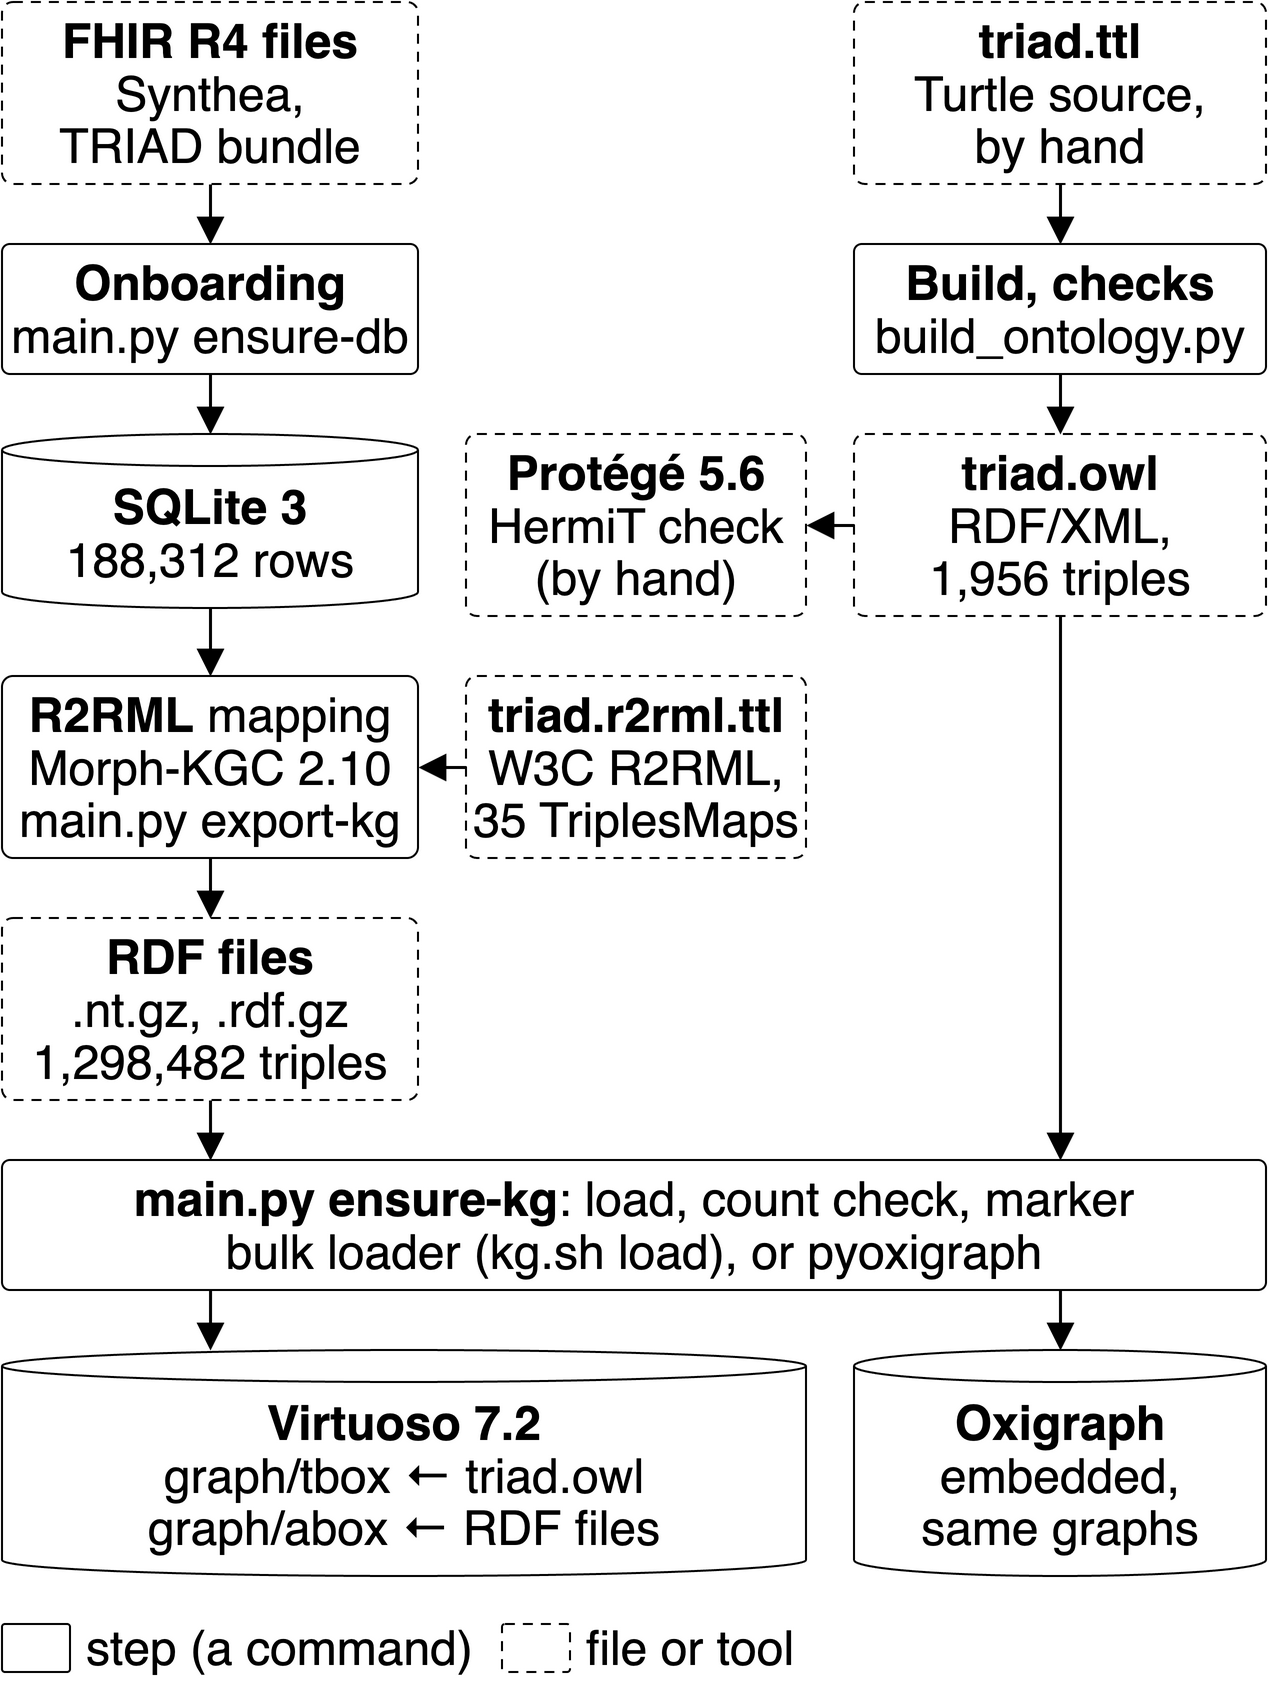 FHIR R4 files
Synthea,
TRIAD bundle
triad.ttl
Turtle source,
by hand
Onboarding
main.py ensure-db
Build, checks
build_ontology.py
SQLite 3
188,312 rows
Protégé 5.6
HermiT check
(by hand)
triad.owl
RDF/XML,
1,956 triples
R2RML mapping
Morph-KGC 2.10
main.py export-kg
triad.r2rml.ttl
W3C R2RML,
35 TriplesMaps
RDF files
.nt.gz, .rdf.gz
1,298,482 triples
main.py ensure-kg: load, count check, marker
bulk loader (kg.sh load), or pyoxigraph
Virtuoso 7.2
graph/tbox ← triad.owl
graph/abox ← RDF files
Oxigraph
embedded,
same graphs
step (a command)
file or tool